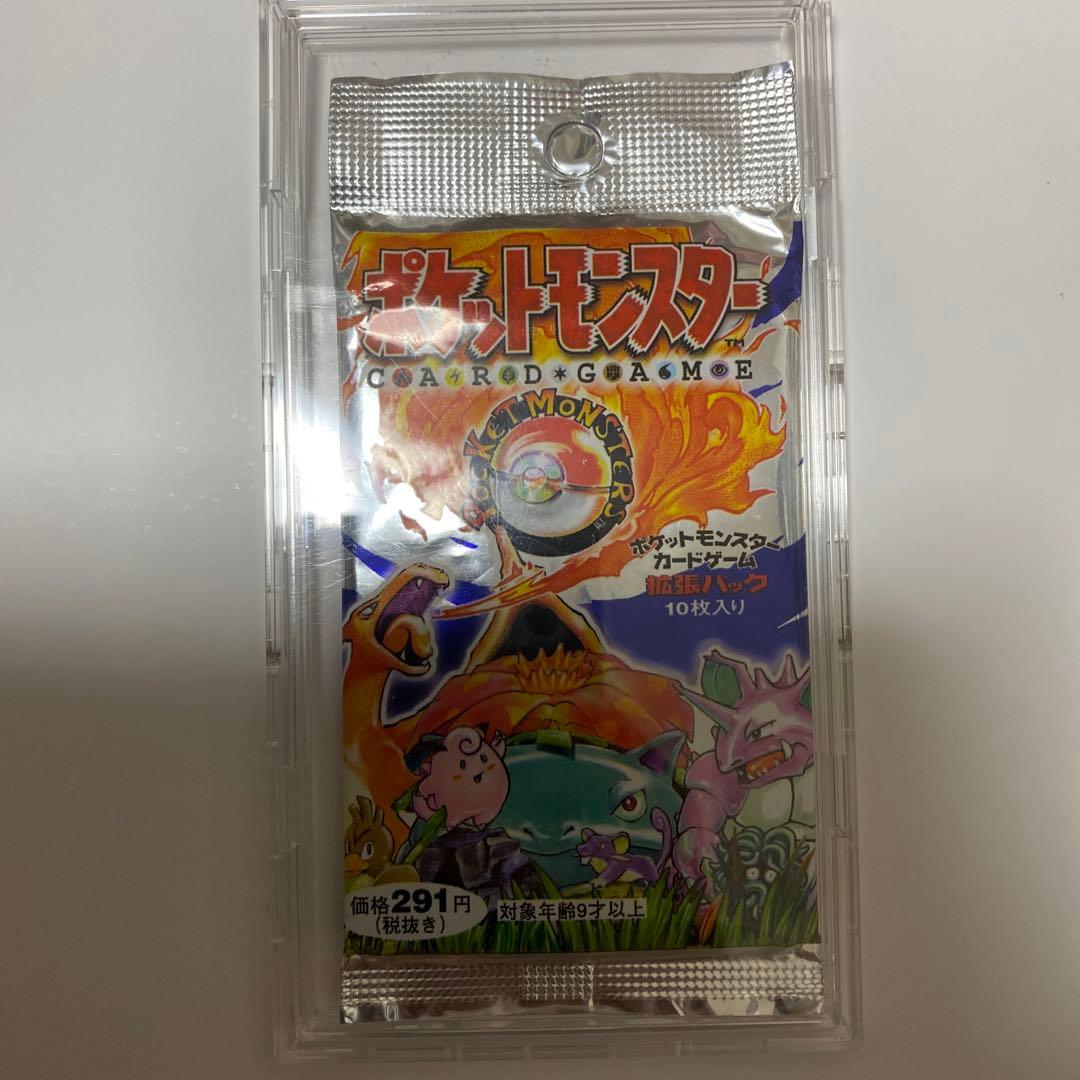 ポケットモンスター
TM
CARD GAME
POCKET MONSTERS
ポケットモンスター
カードゲーム
拡張パック
10枚入り
価格291円
(税抜き)
対象年齢9才以上